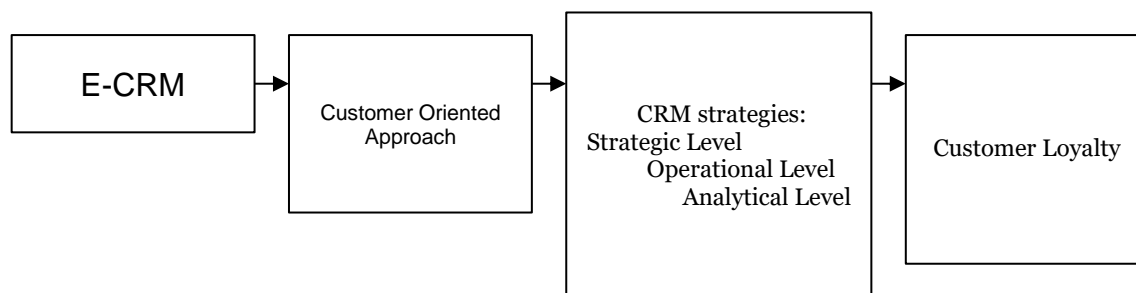 E-CRM
Customer Oriented
Approach
CRM strategies:
Strategic Level
Operational Level
Analytical Level
Customer Loyalty